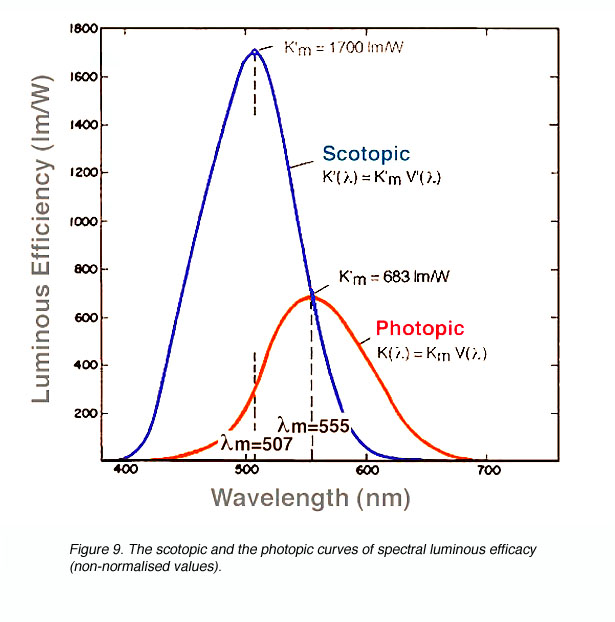 1800
1600
1400
1200
1000
800
600
400
200
400
500
600
700
Luminous Efficiency (lm/W)
K'm = 1700 lm/W
Scotopic
K'(λ) = K'm V'(λ)
K'm = 683 lm/W
Photopic
K(λ) = Km V(λ)
λm=555
λm=507
Wavelength (nm)
Figure 9. The scotopic and the photopic curves of spectral luminous efficacy
(non-normalised values).